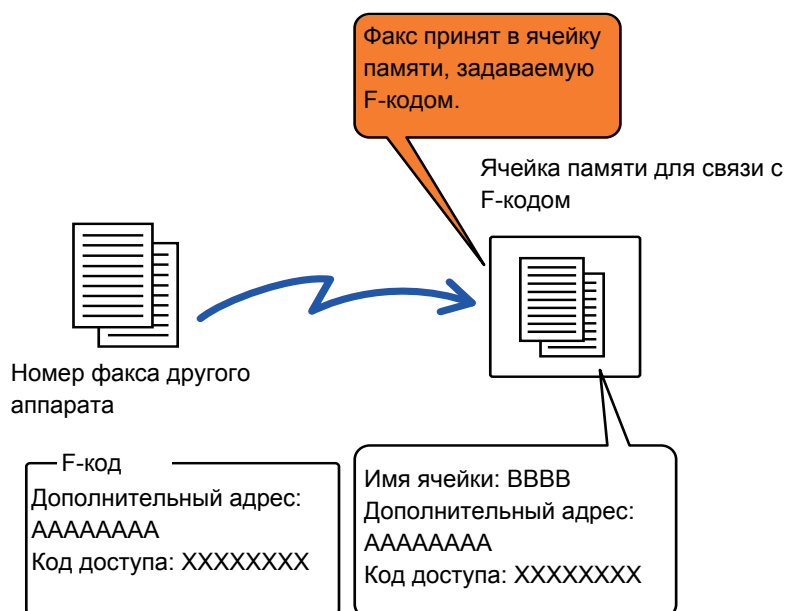 Факс принят в ячейку
памяти, задаваемую
F-кодом.
Ячейка памяти для связи с
F-кодом
Номер факса другого
аппарата
F-код
Дополнительный адрес:
AAAAAAAA
Код доступа: XXXXXXXX
Имя ячейки: BBBB
Дополнительный адрес:
AAAAAAAA
Код доступа: XXXXXXXX